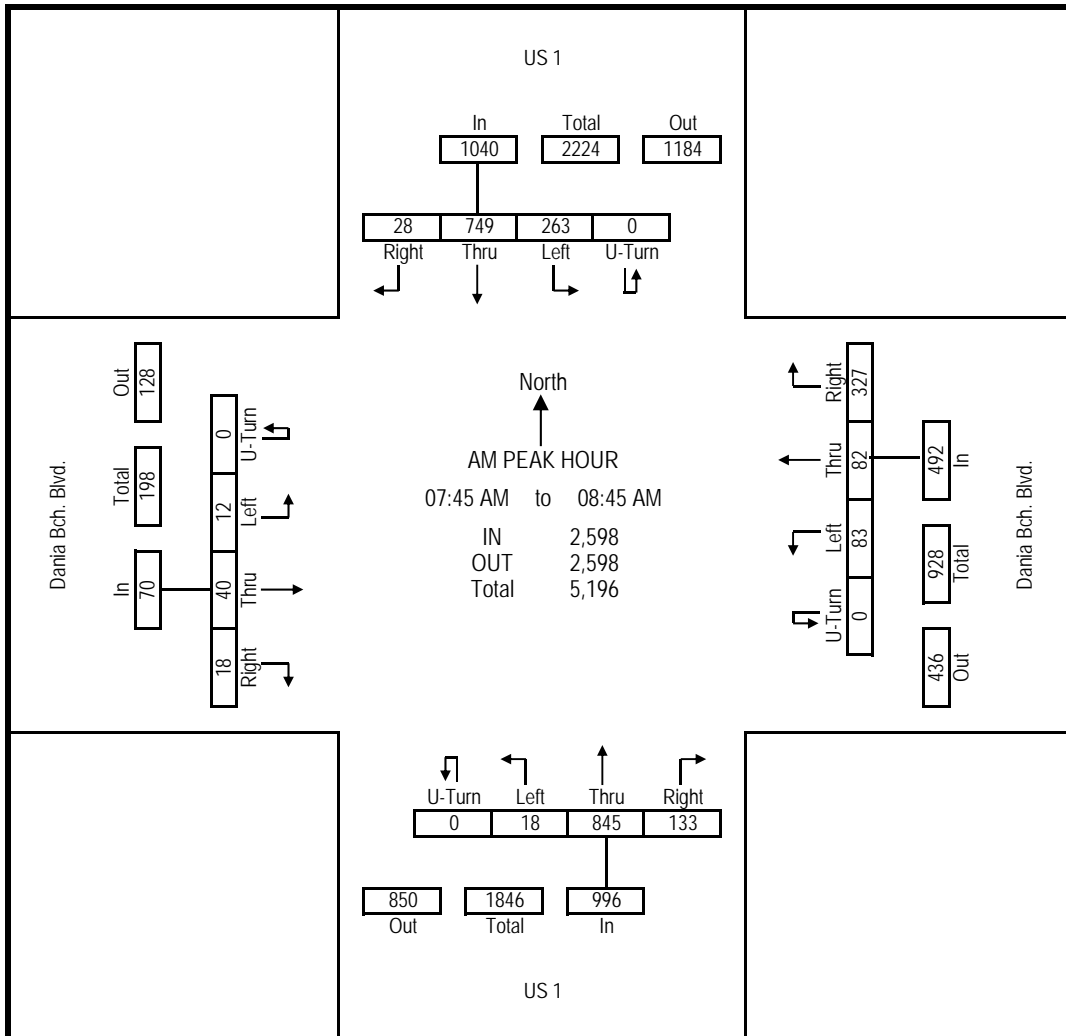 US 1
In Total Out
1040 2224 1184
28 749 263 0
Right Thru Left U-Turn
Dania Bch. Blvd.
Out 128
Total 198
In 70
0 U-Turn
12 Left
40 Thru
18 Right
North
AM PEAK HOUR
07:45 AM to 08:45 AM
IN 2,598
OUT 2,598
Total 5,196
Right 327
Thru 82
Left 83
U-Turn 0
492 In
928 Total
436 Out
Dania Bch. Blvd.
U-Turn Left Thru Right
0 18 845 133
850 1846 996
Out Total In
US 1